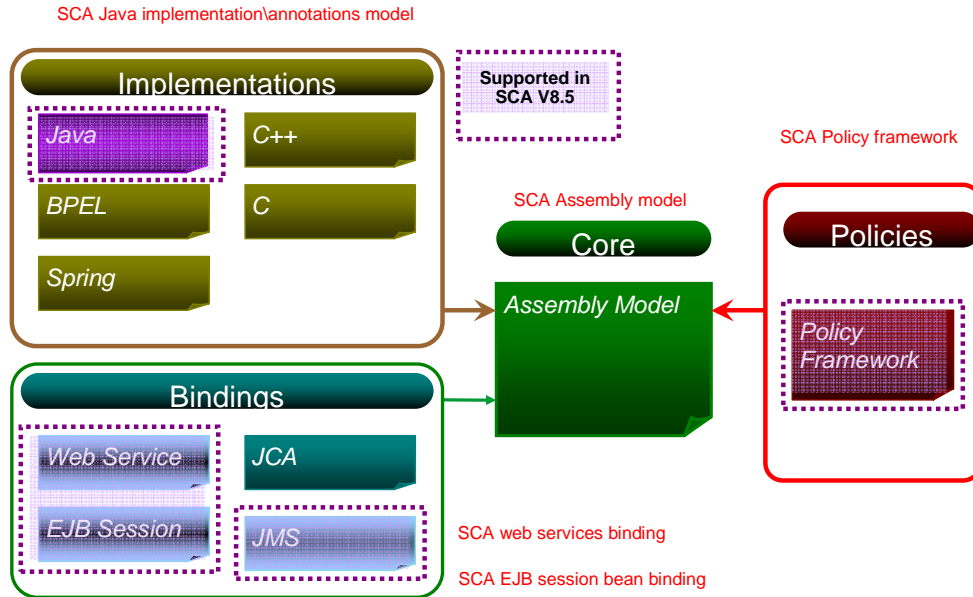 SCA Java implementation\annotations model
Implementations
Supported in
SCA V8.5
Java
C++
BPEL
C
Spring
SCA Policy framework
SCA Assembly model
Core
Policies
Assembly Model
Policy
Framework
Bindings
Web Service
JCA
EJB Session
JMS
SCA web services binding
SCA EJB session bean binding